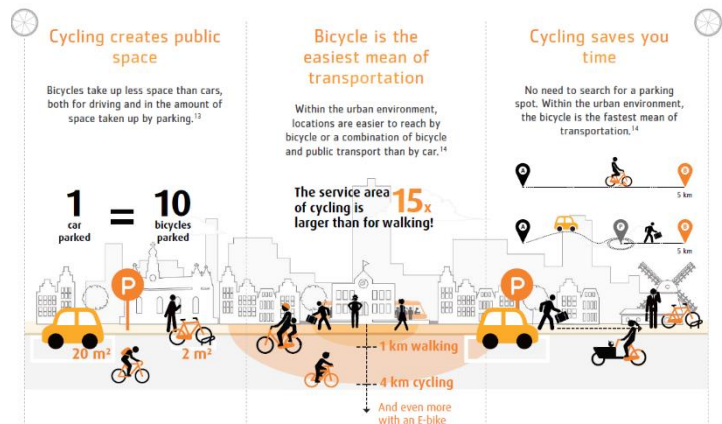 Cycling creates public
space
Bicycles take up less space than cars,
both for driving and in the amount of
space taken up by parking.¹³
1
car
parked
=
10
bicycles
parked
P
20 m²
2 m²
Bicycle is the
easiest mean of
transportation
Within the urban environment,
locations are easier to reach by
bicycle or a combination of bicycle
and public transport than by car.¹⁴
The service area
of cycling is 15x
larger than for walking!
1 km walking
4 km cycling
And even more
with an E-bike
Cycling saves you
time
No need to search for a parking
spot. Within the urban environment,
the bicycle is the fastest mean of
transportation.¹⁴
A
B
5 km
A
P
B
5 km
P